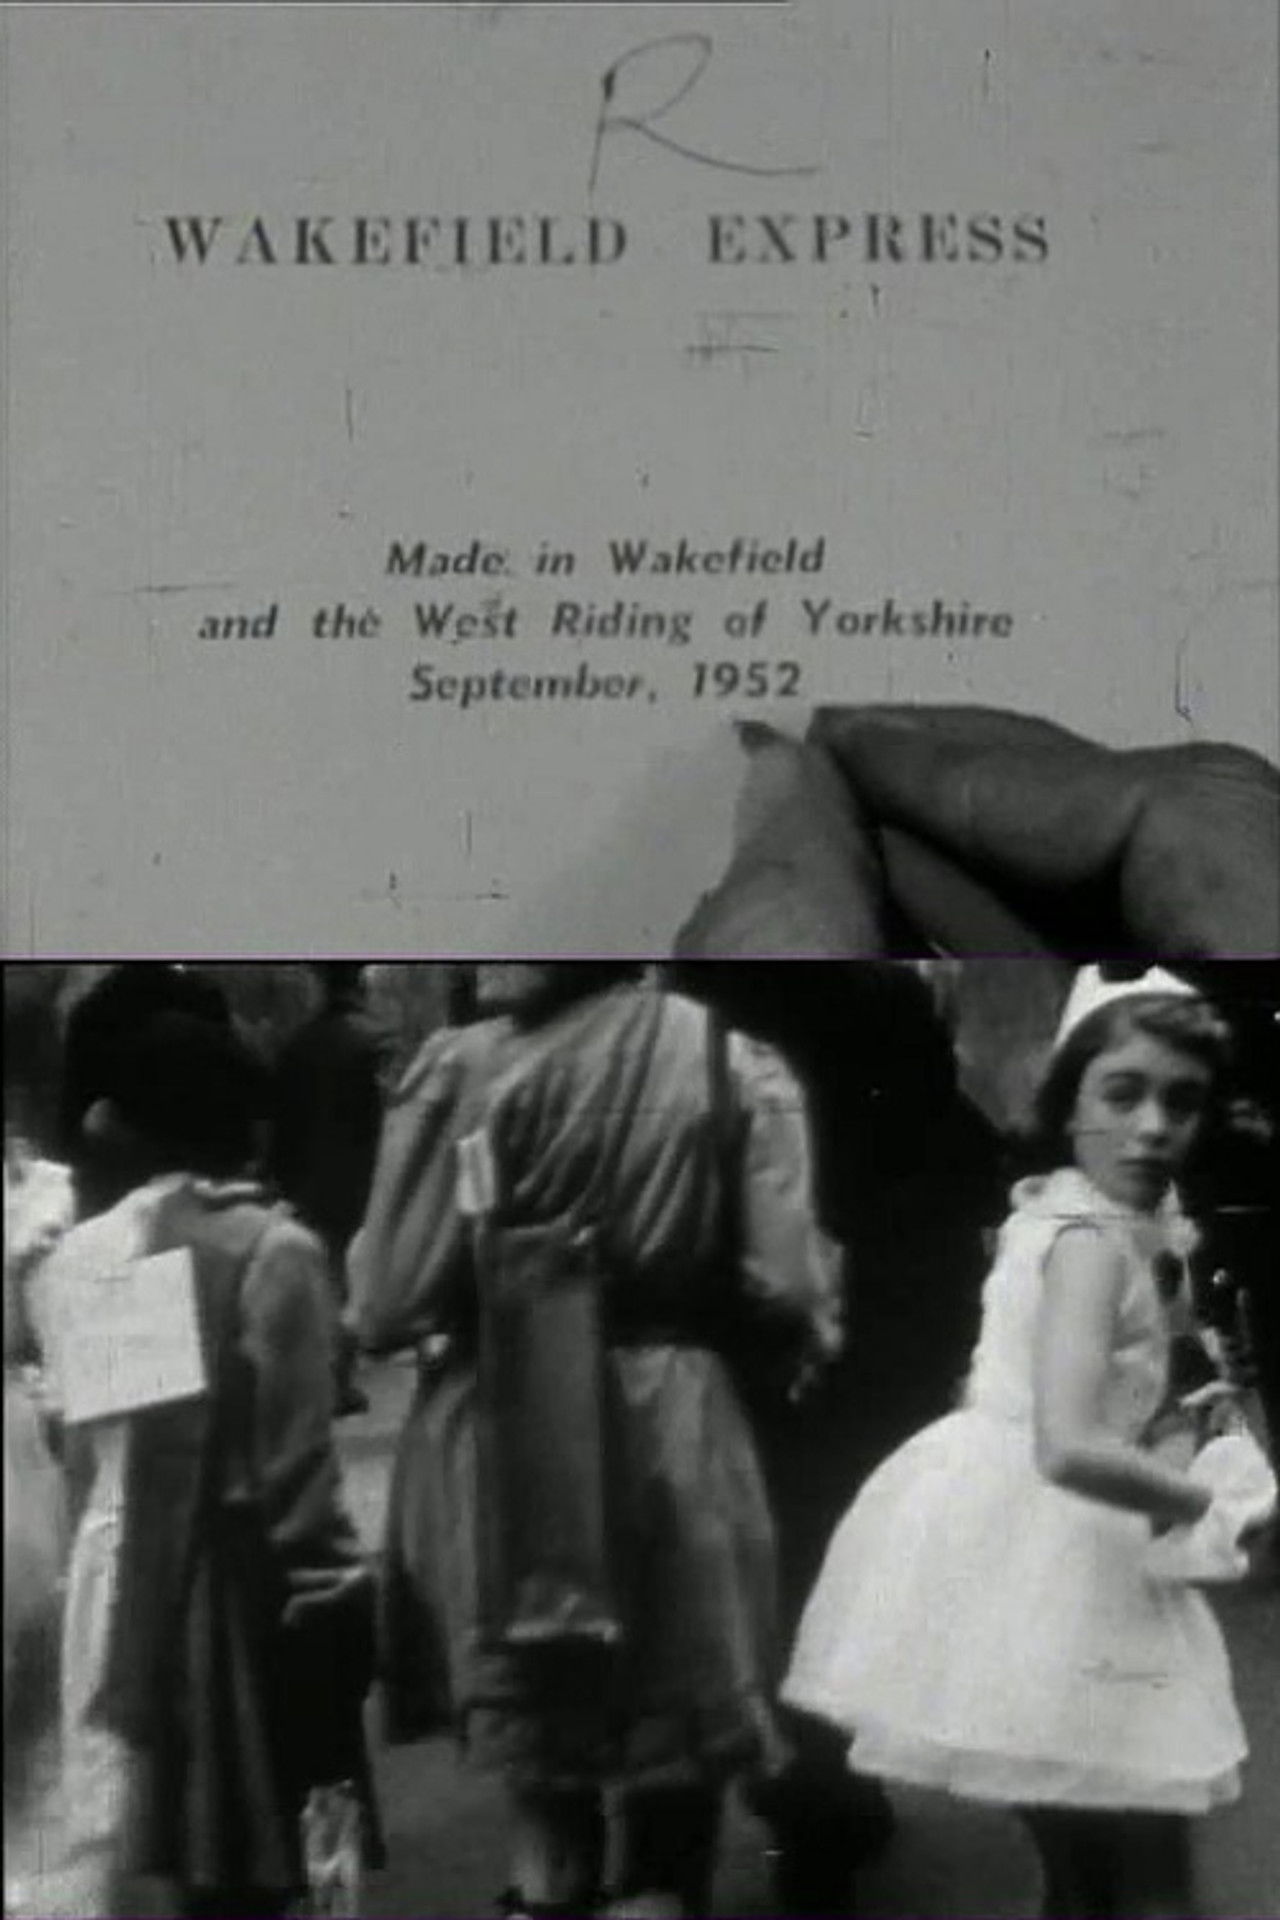 R
WAKEFIELD EXPRESS
Made in Wakefield
and the West Riding of Yorkshire
September, 1952